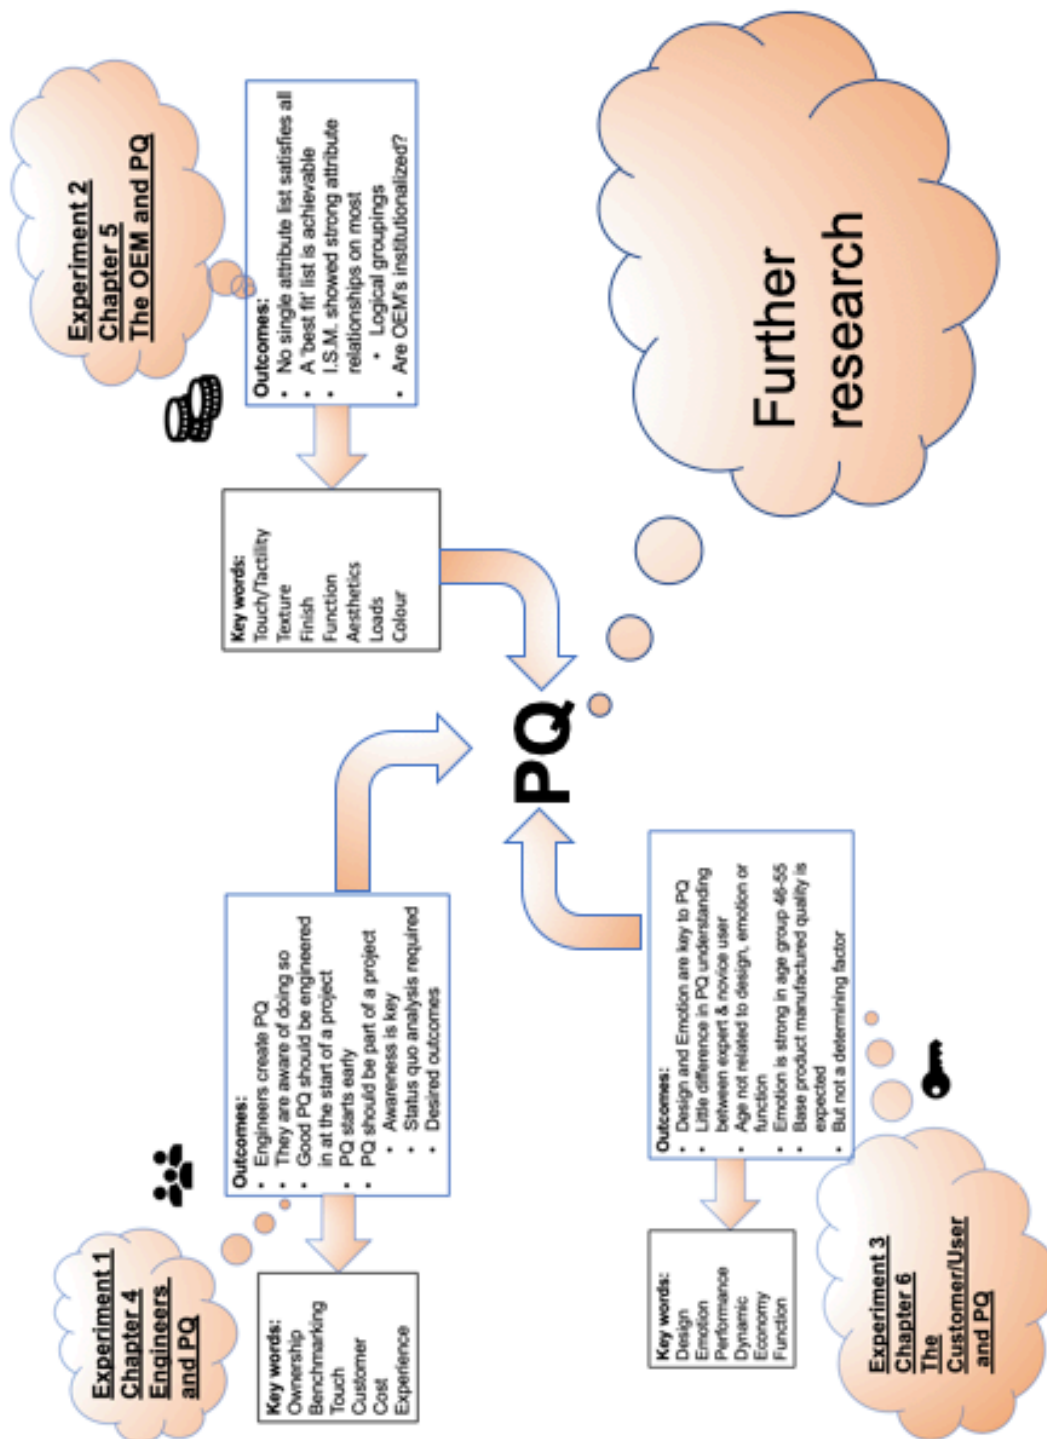 Experiment 1
Chapter 4
Engineers
and PQ
Outcomes:
• Engineers create PQ
• They are aware of doing so
• Good PQ should be engineered
in at the start of a project
• PQ starts early
• PQ should be part of a project
• Awareness is key
• Status quo analysis required
• Desired outcomes
Key words:
Ownership
Benchmarking
Touch
Customer
Cost
Experience
Experiment 2
Chapter 5
The OEM and PQ
Outcomes:
• No single attribute list satisfies all
• A 'best fit' list is achievable
• I.S.M. showed strong attribute
relationships on most
• Logical groupings
• Are OEM's institutionalized?
Key words:
Touch/Tactility
Texture
Finish
Function
Aesthetics
Loads
Colour
PQ
Experiment 3
Chapter 6
The
Customer/User
and PQ
Outcomes:
• Design and Emotion are key to PQ
• Little difference in PQ understanding
between expert & novice user
• Age not related to design, emotion or
function
• Emotion is strong in age group 46-55
• Base product manufactured quality is
expected
• But not a determining factor
Key words:
Design
Emotion
Performance
Dynamic
Economy
Function
Further
research